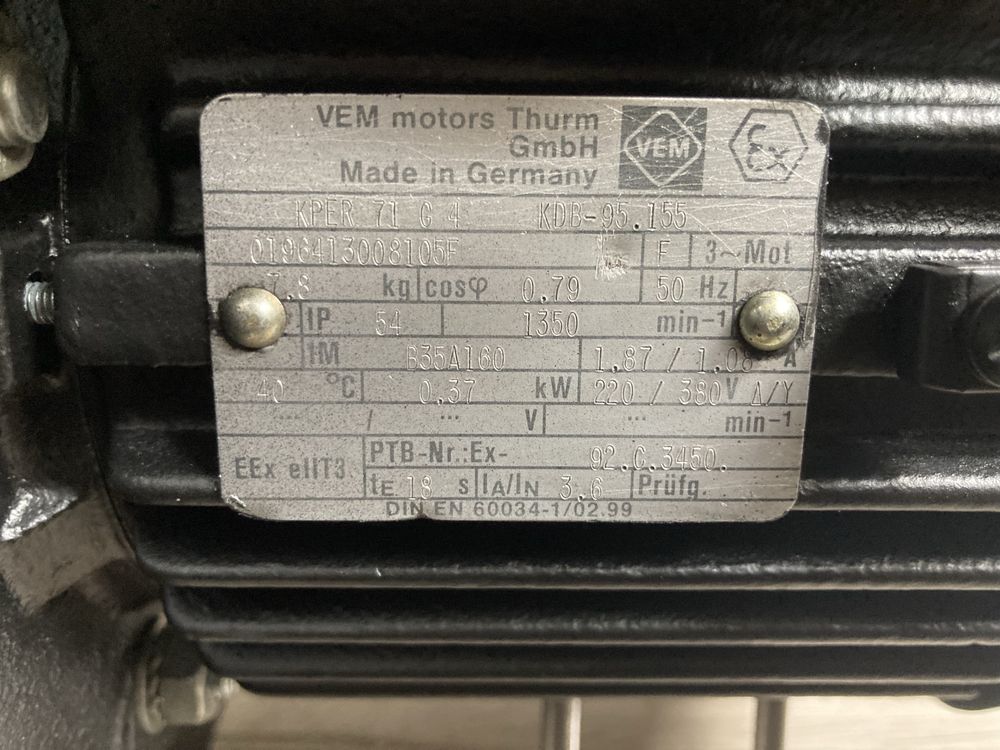 VEM motors Thurm
GmbH
Made in Germany
VEM
Ex
KPER 71 G 4 KDB-95.155
F 3~Mot
7.8 kg cosφ 0.79 50 Hz
IP 54 1350 min-1
IM B35A160 1.87 / 1.08 A
40 °C 0.37 kW 220 / 380 V Δ/Y
... / ... V ... min-1
EEx eIIT3 PTB-Nr.:Ex- 92.C.3450.
tE 18 s IA/IN 3.6 Prüfg.
DIN EN 60034-1/02.99